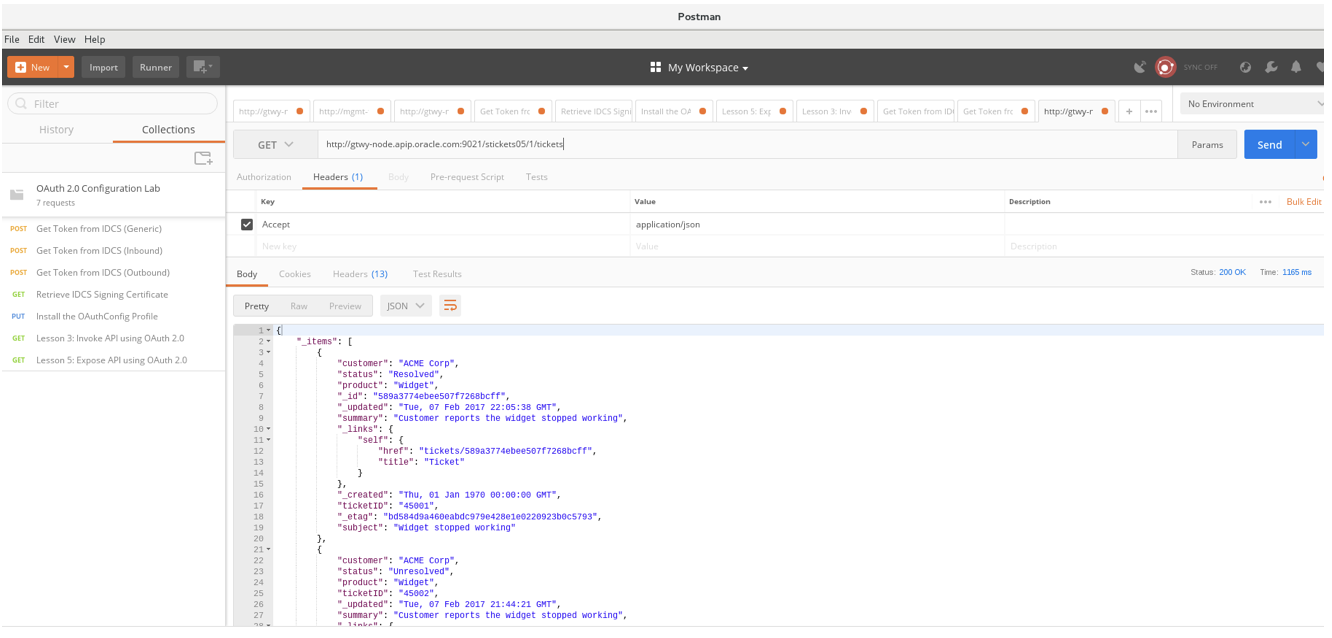 Postman
File Edit View Help
New Import Runner My Workspace SYNC OFF
Filter
History Collections
OAuth 2.0 Configuration Lab
7 requests
POST Get Token from IDCS (Generic)
POST Get Token from IDCS (Inbound)
POST Get Token from IDCS (Outbound)
GET Retrieve IDCS Signing Certificate
PUT Install the OAuthConfig Profile
GET Lesson 3: Invoke API using OAuth 2.0
GET Lesson 5: Expose API using OAuth 2.0
http://gtwy-r http://mgmt- http://gtwy-r Get Token fro Retrieve IDCS Sign Install the OA Lesson 5: Exp Lesson 3: Inv Get Token from ID Get Token fr http://gtwy-r + ••• No Environment
GET http://gtwy-node.apip.oracle.com:9021/stickets05/1/tickets Params Send
Authorization Headers (1) Body Pre-request Script Tests
Key Value Description ••• Bulk Edit
Accept application/json
New key Value Description
Body Cookies Headers (13) Test Results Status: 200 OK Time: 1165 ms
Pretty Raw Preview JSON
1 {
2 "_items": [
3 {
4 "customer": "ACME Corp",
5 "status": "Resolved",
6 "product": "Widget",
7 "_id": "589a3774ebee507f7268bcff",
8 "_updated": "Tue, 07 Feb 2017 22:05:38 GMT",
9 "summary": "Customer reports the widget stopped working",
10 "_links": {
11 "self": {
12 "href": "tickets/589a3774ebee507f7268bcff",
13 "title": "Ticket"
14 }
15 },
16 "_created": "Thu, 01 Jan 1970 00:00:00 GMT",
17 "ticketID": "45001",
18 "_etag": "bd584d9a460eabdc979e428e1e0220923b0c5793",
19 "subject": "Widget stopped working"
20 },
21 {
22 "customer": "ACME Corp",
23 "status": "Unresolved",
24 "product": "Widget",
25 "ticketID": "45002",
26 "_updated": "Tue, 07 Feb 2017 21:44:21 GMT",
27 "summary": "Customer reports the widget stopped working",
28 "_links": {